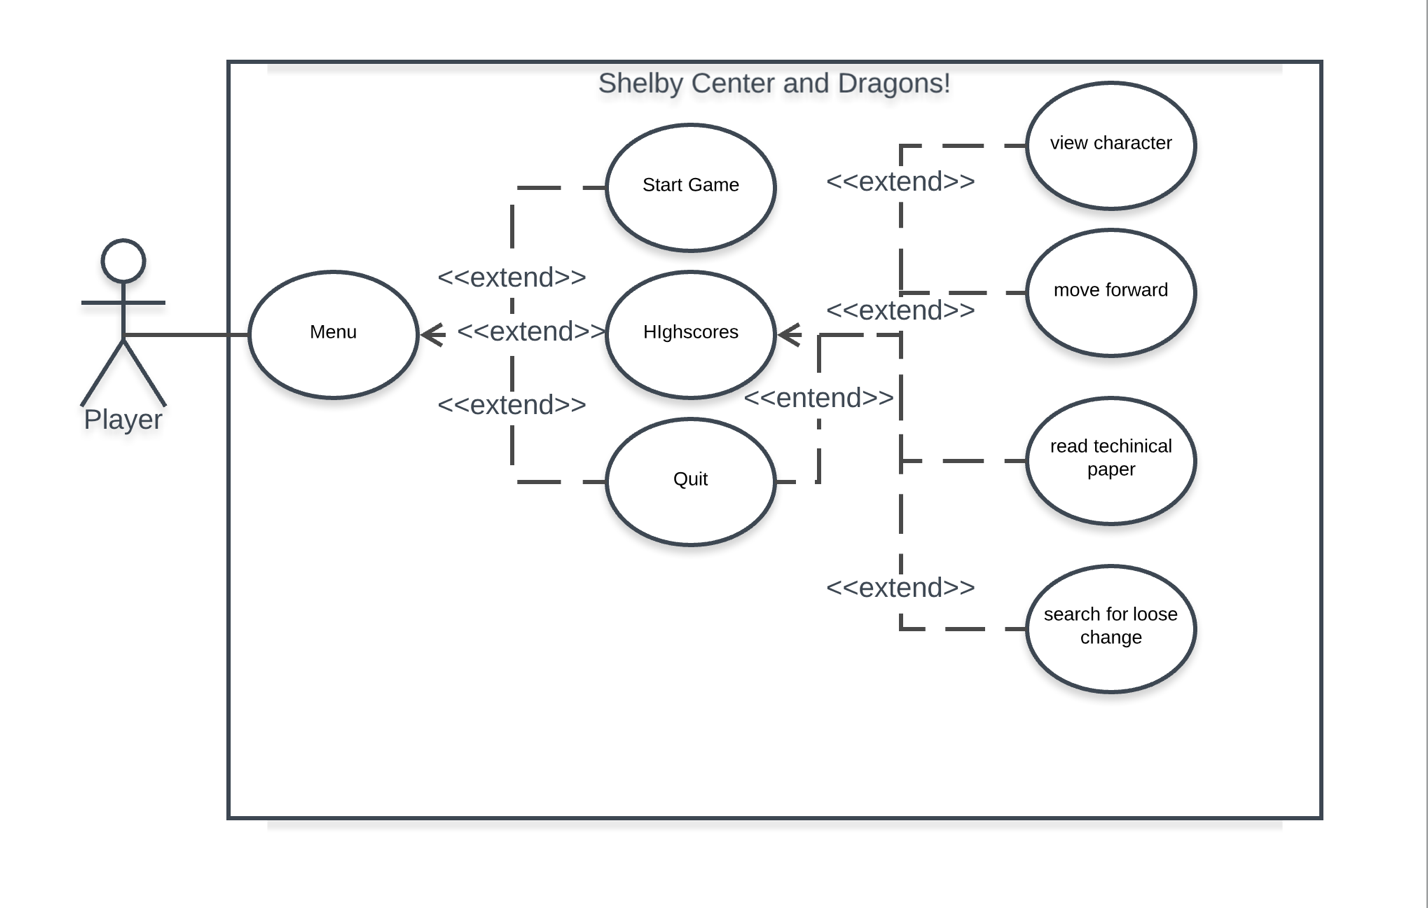 Shelby Center and Dragons!
view character
<<extend>>
Start Game
<<extend>>
move forward
<<extend>>
Menu
<<extend>>
HIghscores
<<extend>>
<<entend>>
Player
read techinical
paper
Quit
<<extend>>
search for loose
change
<<extend>>